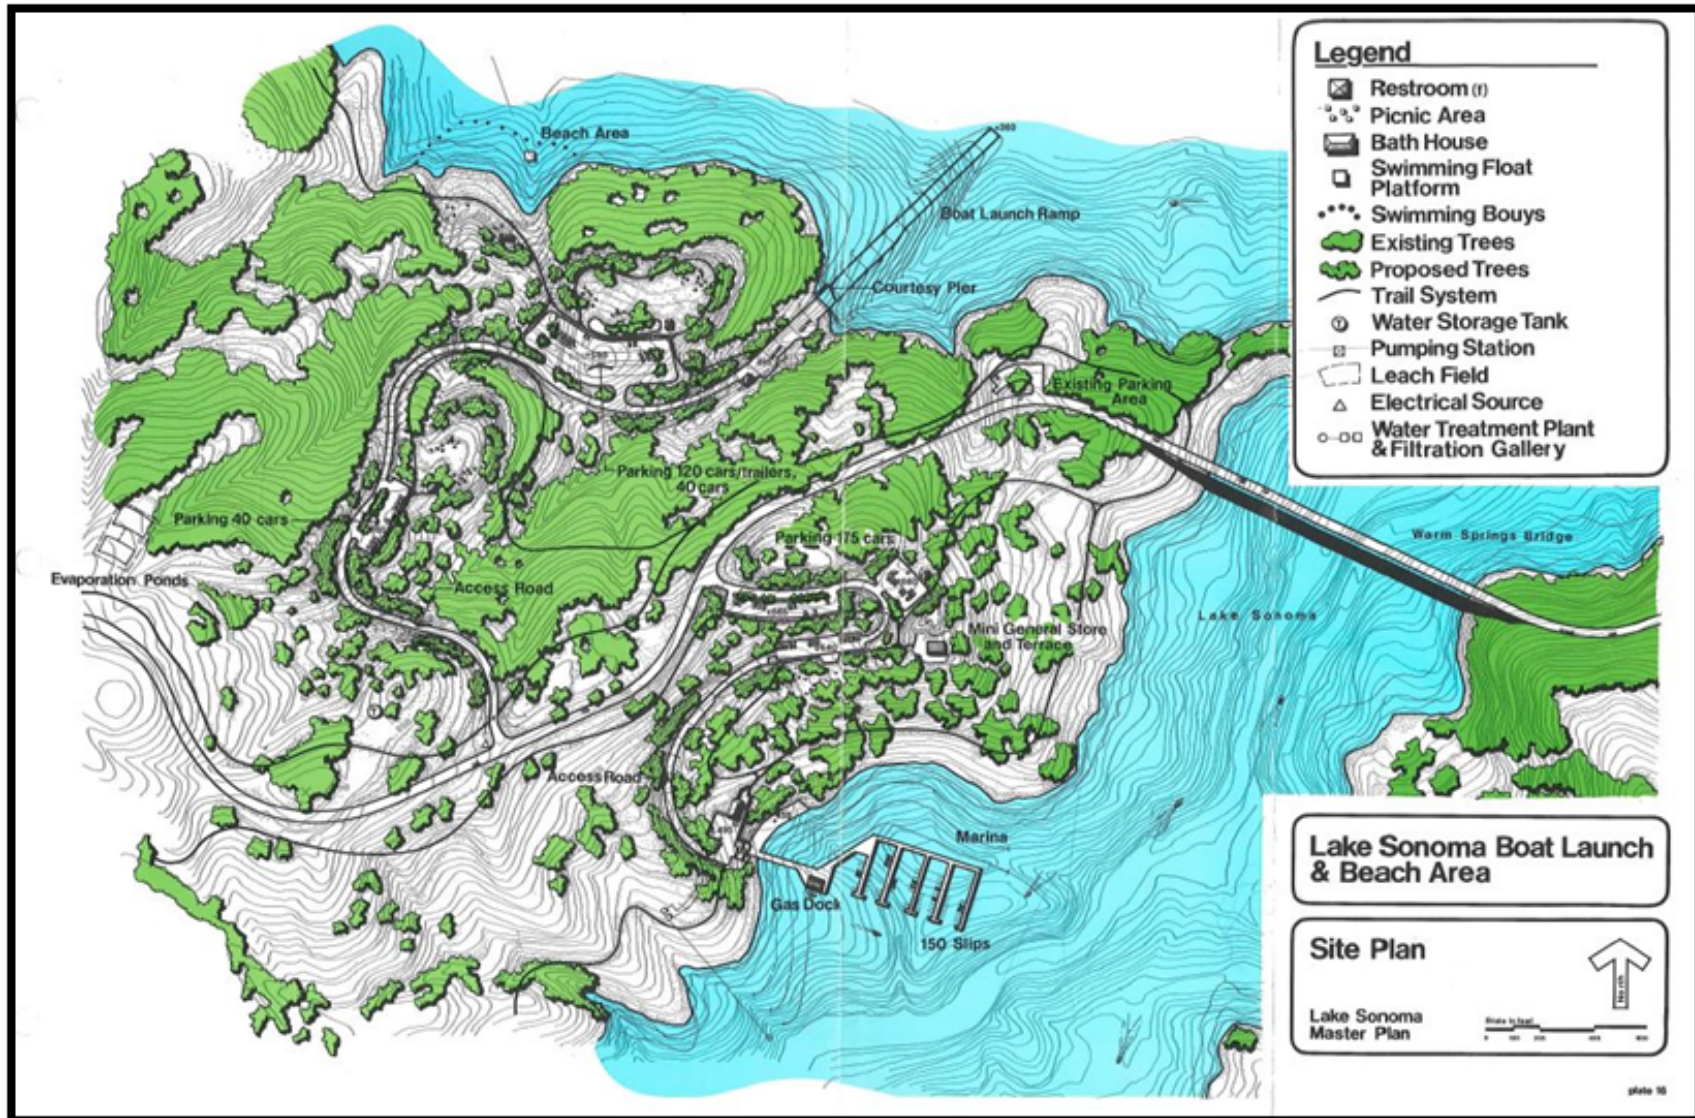 Legend
Restroom (f)
Picnic Area
Bath House
Swimming Float
Platform
Swimming Bouys
Existing Trees
Proposed Trees
Trail System
Water Storage Tank
Pumping Station
Leach Field
Electrical Source
Water Treatment Plant
& Filtration Gallery
Beach Area
Boat Launch Ramp
Courtesy Pier
Existing Parking
Area
Parking 120 cars/trailers,
40 cars
Parking 40 cars
Parking 175 cars
Warm Springs Bridge
Evaporation Ponds
Access Road
Lake Sonoma
Mini General Store
and Terrace
Access Road
Marina
Gas Dock
150 Slips
Lake Sonoma Boat Launch
& Beach Area
Site Plan
North
Lake Sonoma
Master Plan
Scale in feet
plate 16